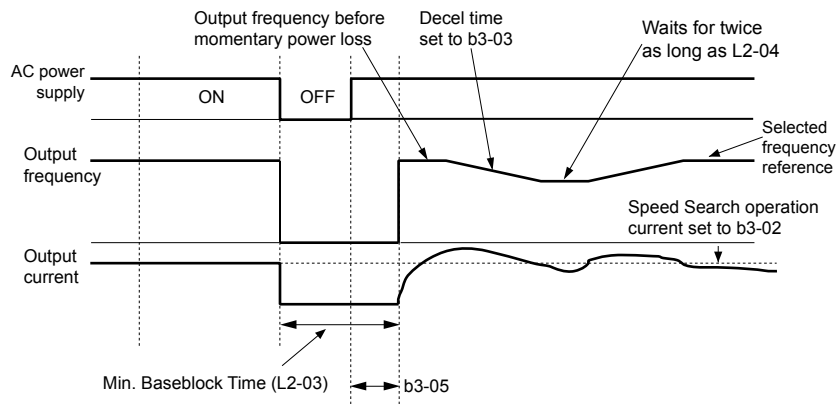 Output frequency before
momentary power loss
Decel time
set to b3-03
Waits for twice
as long as L2-04
AC power
supply
ON
OFF
Output
frequency
Selected
frequency
reference
Speed Search operation
current set to b3-02
Output
current
Min. Baseblock Time (L2-03)
b3-05